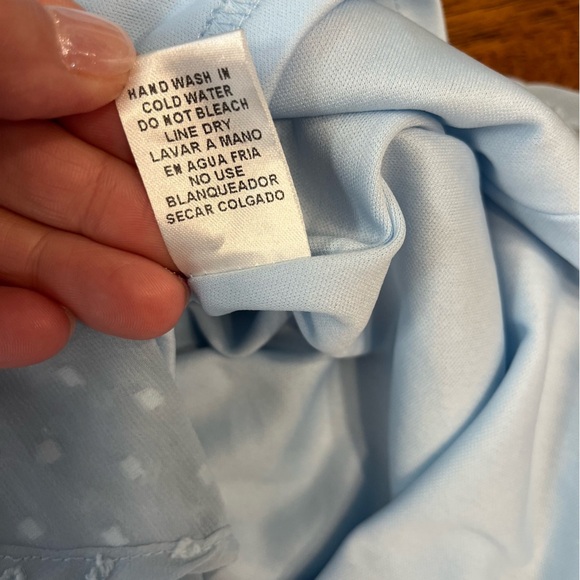 HAND WASH IN
COLD WATER
DO NOT BLEACH
LINE DRY
LAVAR A MANO
EN AGUA FRIA
NO USE
BLANQUEADOR
SECAR COLGADO